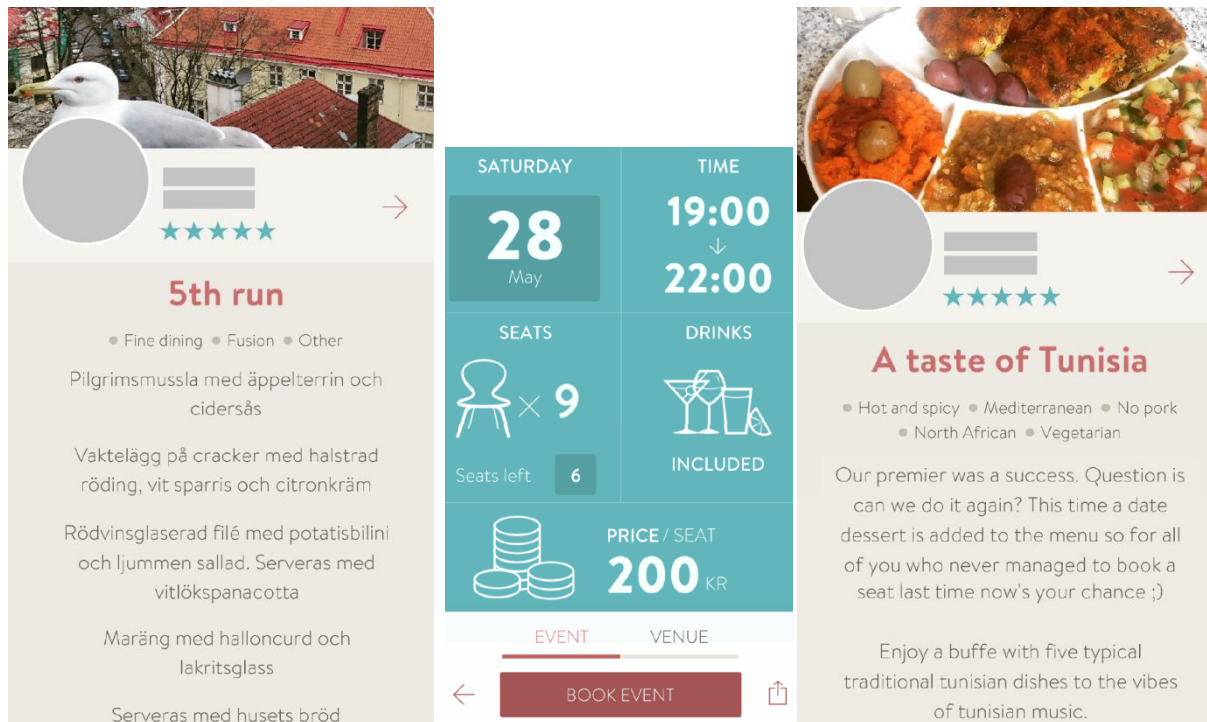 5th run
Fine dining Fusion Other
Pilgrimsmussla med äppelterrin och
cidersås
Vaktelägg på cracker med halstrad
röding, vit sparris och citronkräm
Rödvinsglaserad filé med potatisbilini
och ljummen sallad. Serveras med
vitlökspanacotta
Maräng med halloncurd och
lakritsglass
Serveras med husets bröd
SATURDAY
28
May
TIME
19:00
22:00
SEATS
× 9
Seats left 6
DRINKS
INCLUDED
PRICE / SEAT
200 KR
EVENT VENUE
BOOK EVENT
A taste of Tunisia
Hot and spicy Mediterranean No pork
North African Vegetarian
Our premier was a success. Question is
can we do it again? This time a date
dessert is added to the menu so for all
of you who never managed to book a
seat last time now's your chance ;)
Enjoy a buffe with five typical
traditional tunisian dishes to the vibes
of tunisian music.